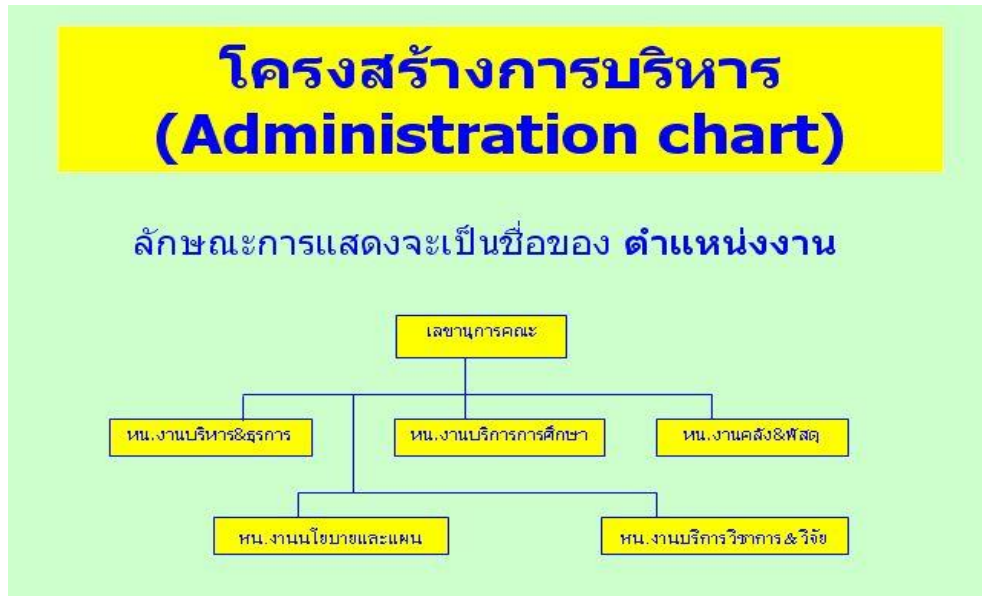 โครงสร้างการบริหาร
(Administration chart)
ลักษณะการแสดงจะเป็นชื่อของ ตำแหน่งงาน
เลขานุการคณะ
หน.งานบริหาร&ธุรการ
หน.งานบริการการศึกษา
หน.งานคลัง&พัสดุ
หน.งานนโยบายและแผน
หน.งานบริการวิชาการ&วิจัย